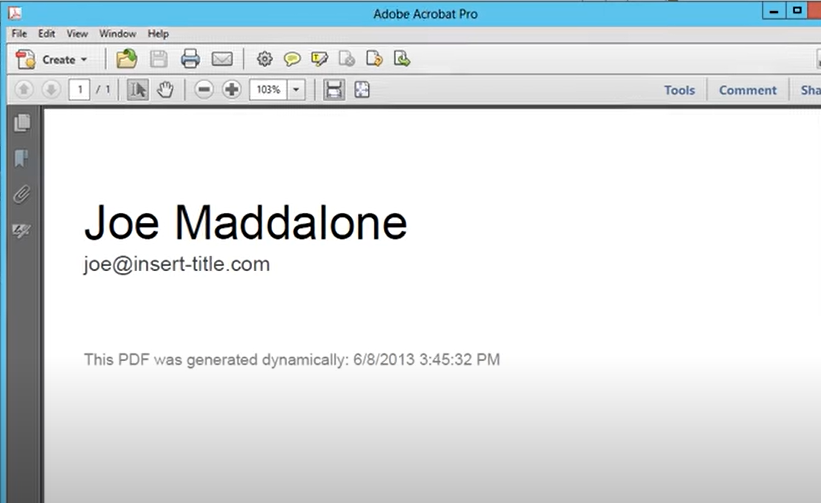 Adobe Acrobat Pro
File Edit View Window Help
Create
1 / 1 103% Tools Comment Sha
Joe Maddalone
joe@insert-title.com
This PDF was generated dynamically: 6/8/2013 3:45:32 PM